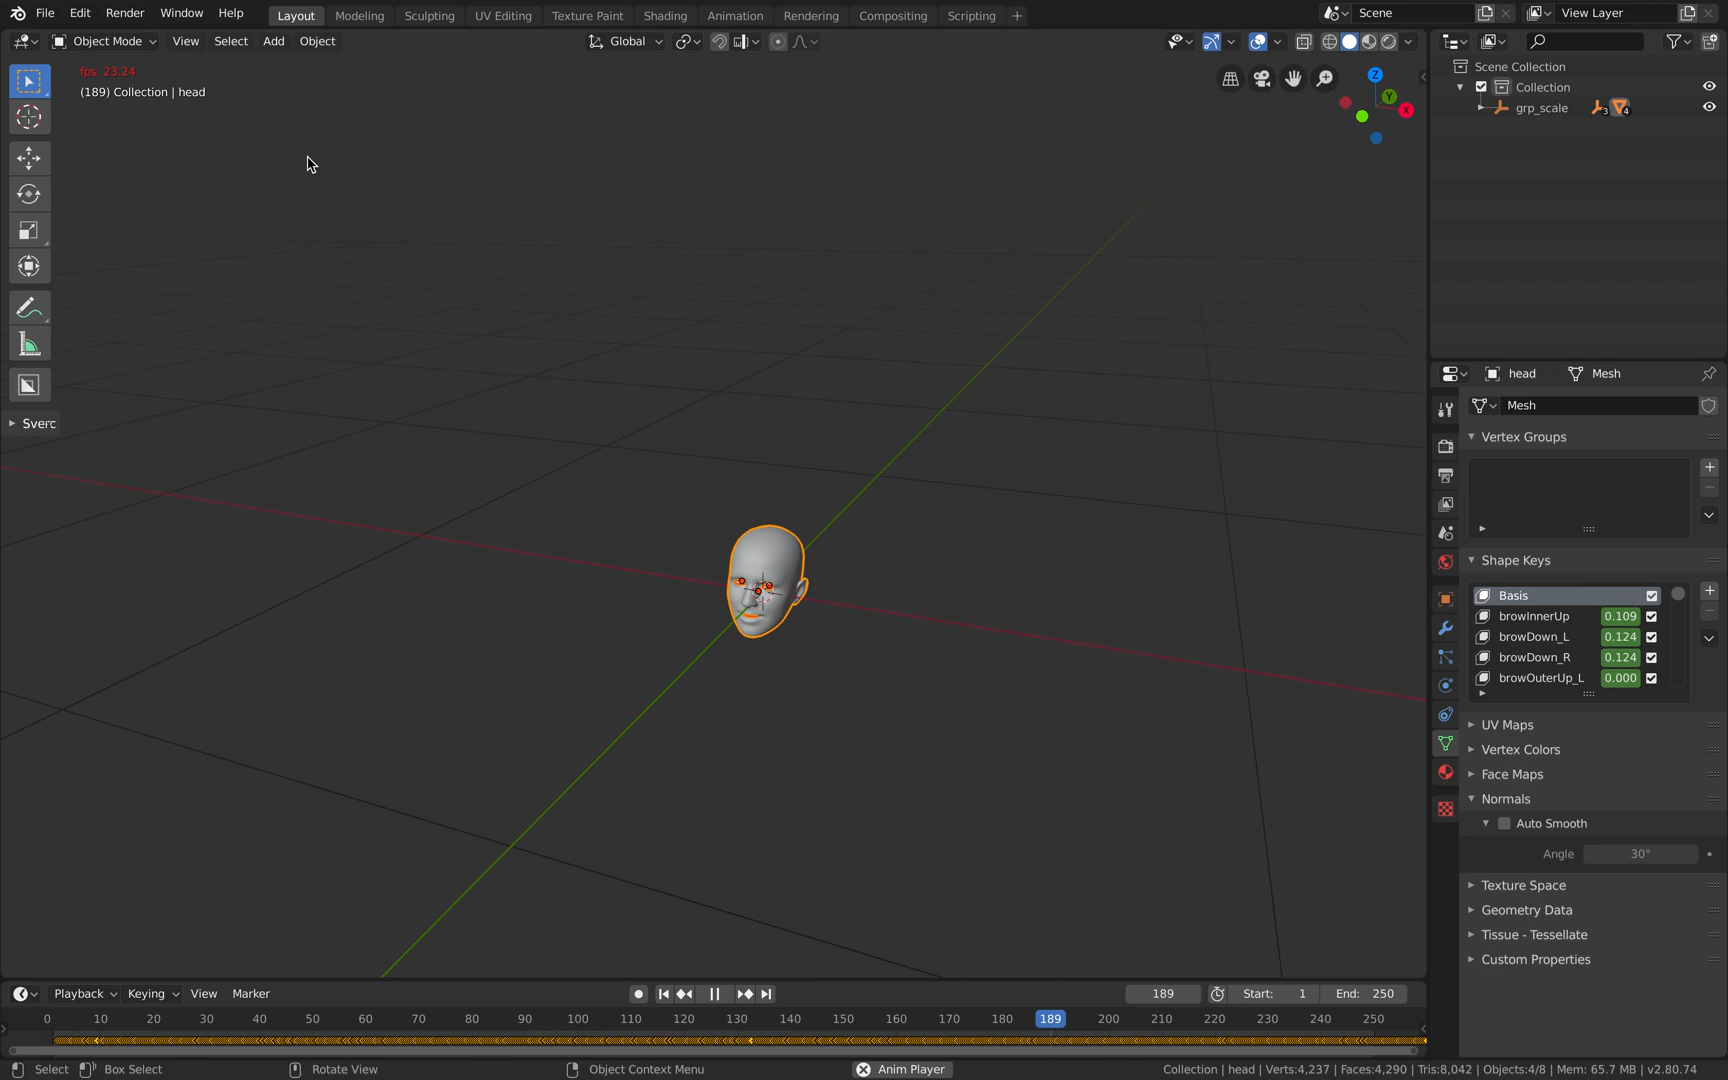 File Edit Render Window Help Layout Modeling Sculpting UV Editing Texture Paint Shading Animation Rendering Compositing Scripting + Scene View Layer
Object Mode View Select Add Object Global
fps: 23.24
(189) Collection | head
Z
Y
X
Sverc
Scene Collection
Collection
grp_scale 3 4
head Mesh
Mesh
Vertex Groups
Shape Keys
Basis
browInnerUp 0.109
browDown_L 0.124
browDown_R 0.124
browOuterUp_L 0.000
UV Maps
Vertex Colors
Face Maps
Normals
Auto Smooth
Angle 30°
Texture Space
Geometry Data
Tissue - Tessellate
Custom Properties
Playback Keying View Marker 189 Start: 1 End: 250
0 10 20 30 40 50 60 70 80 90 100 110 120 130 140 150 160 170 180 189 200 210 220 230 240 250
Select Box Select Rotate View Object Context Menu Anim Player Collection | head | Verts:4,237 | Faces:4,290 | Tris:8,042 | Objects:4/8 | Mem: 65.7 MB | v2.80.74